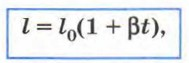 l = l₀(1 + βt),